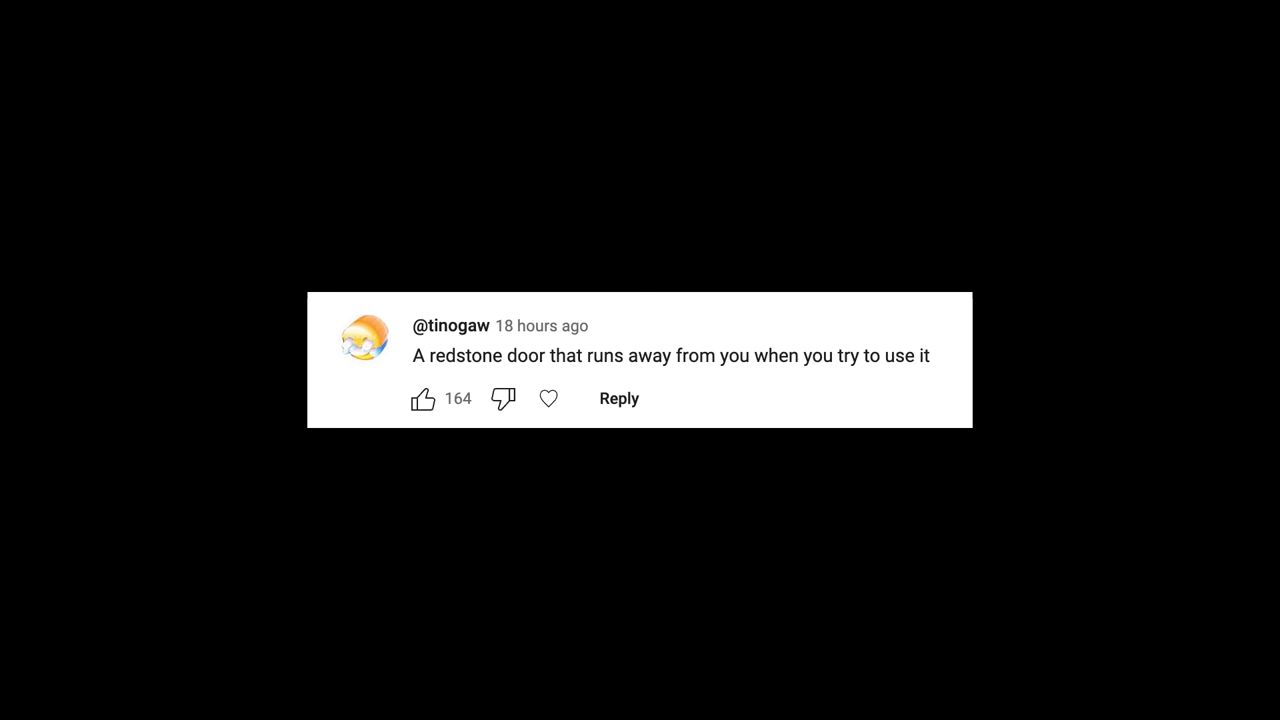 @tinogaw 18 hours ago
A redstone door that runs away from you when you try to use it
164 Reply